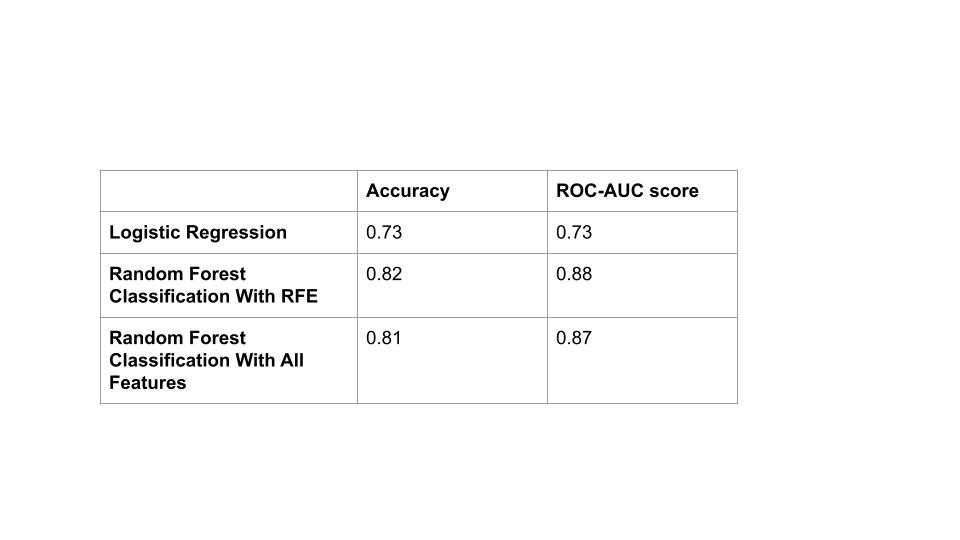 Accuracy ROC-AUC score
Logistic Regression 0.73 0.73
Random Forest 0.82 0.88
Classification With RFE
Random Forest 0.81 0.87
Classification With All
Features